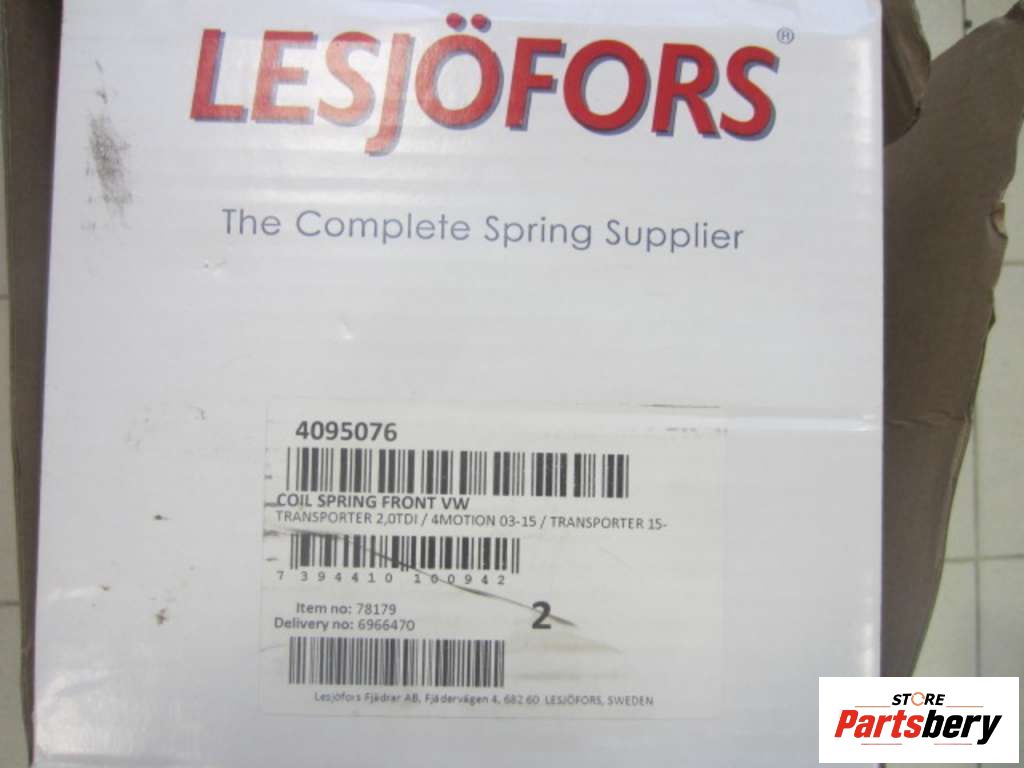 LESJÖFORS®
The Complete Spring Supplier
4095076
COIL SPRING FRONT VW
TRANSPORTER 2,0TDI / 4MOTION 03-15 / TRANSPORTER 15-
7 394410 100942
Item no: 78179
2
Delivery no: 6966470
Lesjöfors Fjädrar AB, Fjädervägen 4, 682 60 LESJÖFORS, SWEDEN
STORE
Partsbery